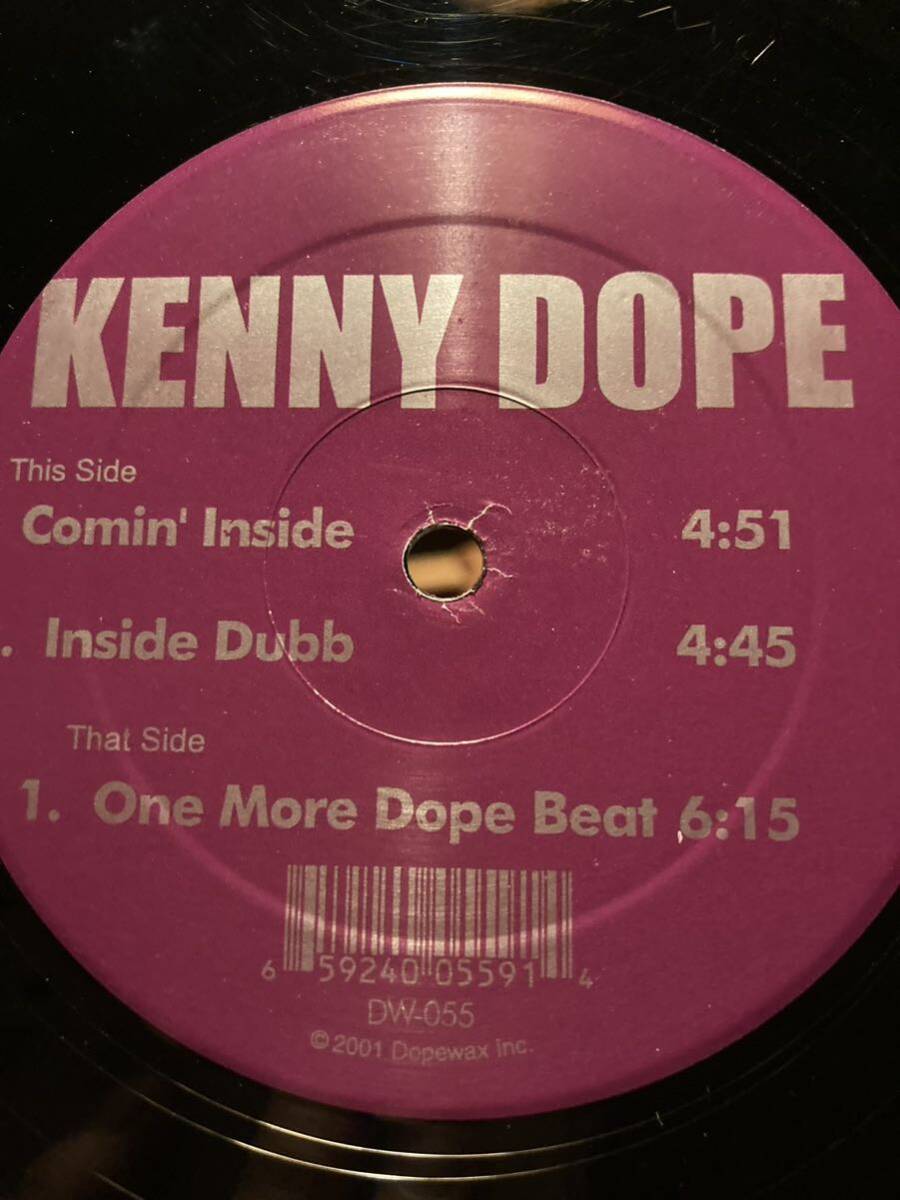 KENNY DOPE
This Side
Comin' Inside 4:51
. Inside Dubb 4:45
That Side
1. One More Dope Beat 6:15
6 59240 05591 4
DW-055
©2001 Dopewax Inc.